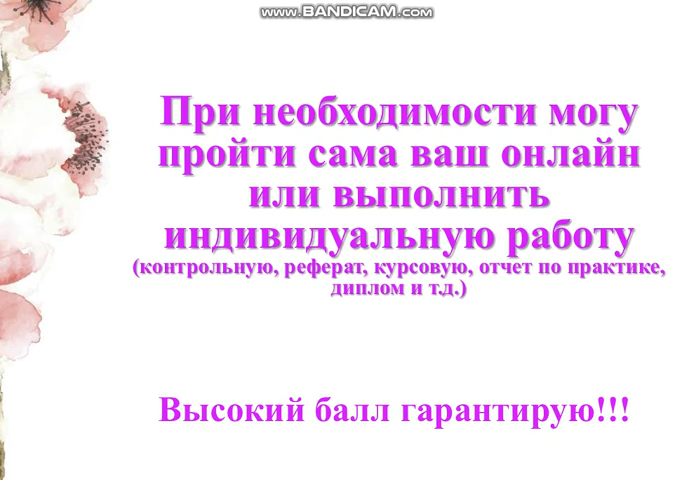 www.BANDICAM.com
При необходимости могу
пройти сама ваш онлайн
или выполнить
индивидуальную работу
(контрольную, реферат, курсовую, отчет по практике,
диплом и т.д.)
Высокий балл гарантирую!!!